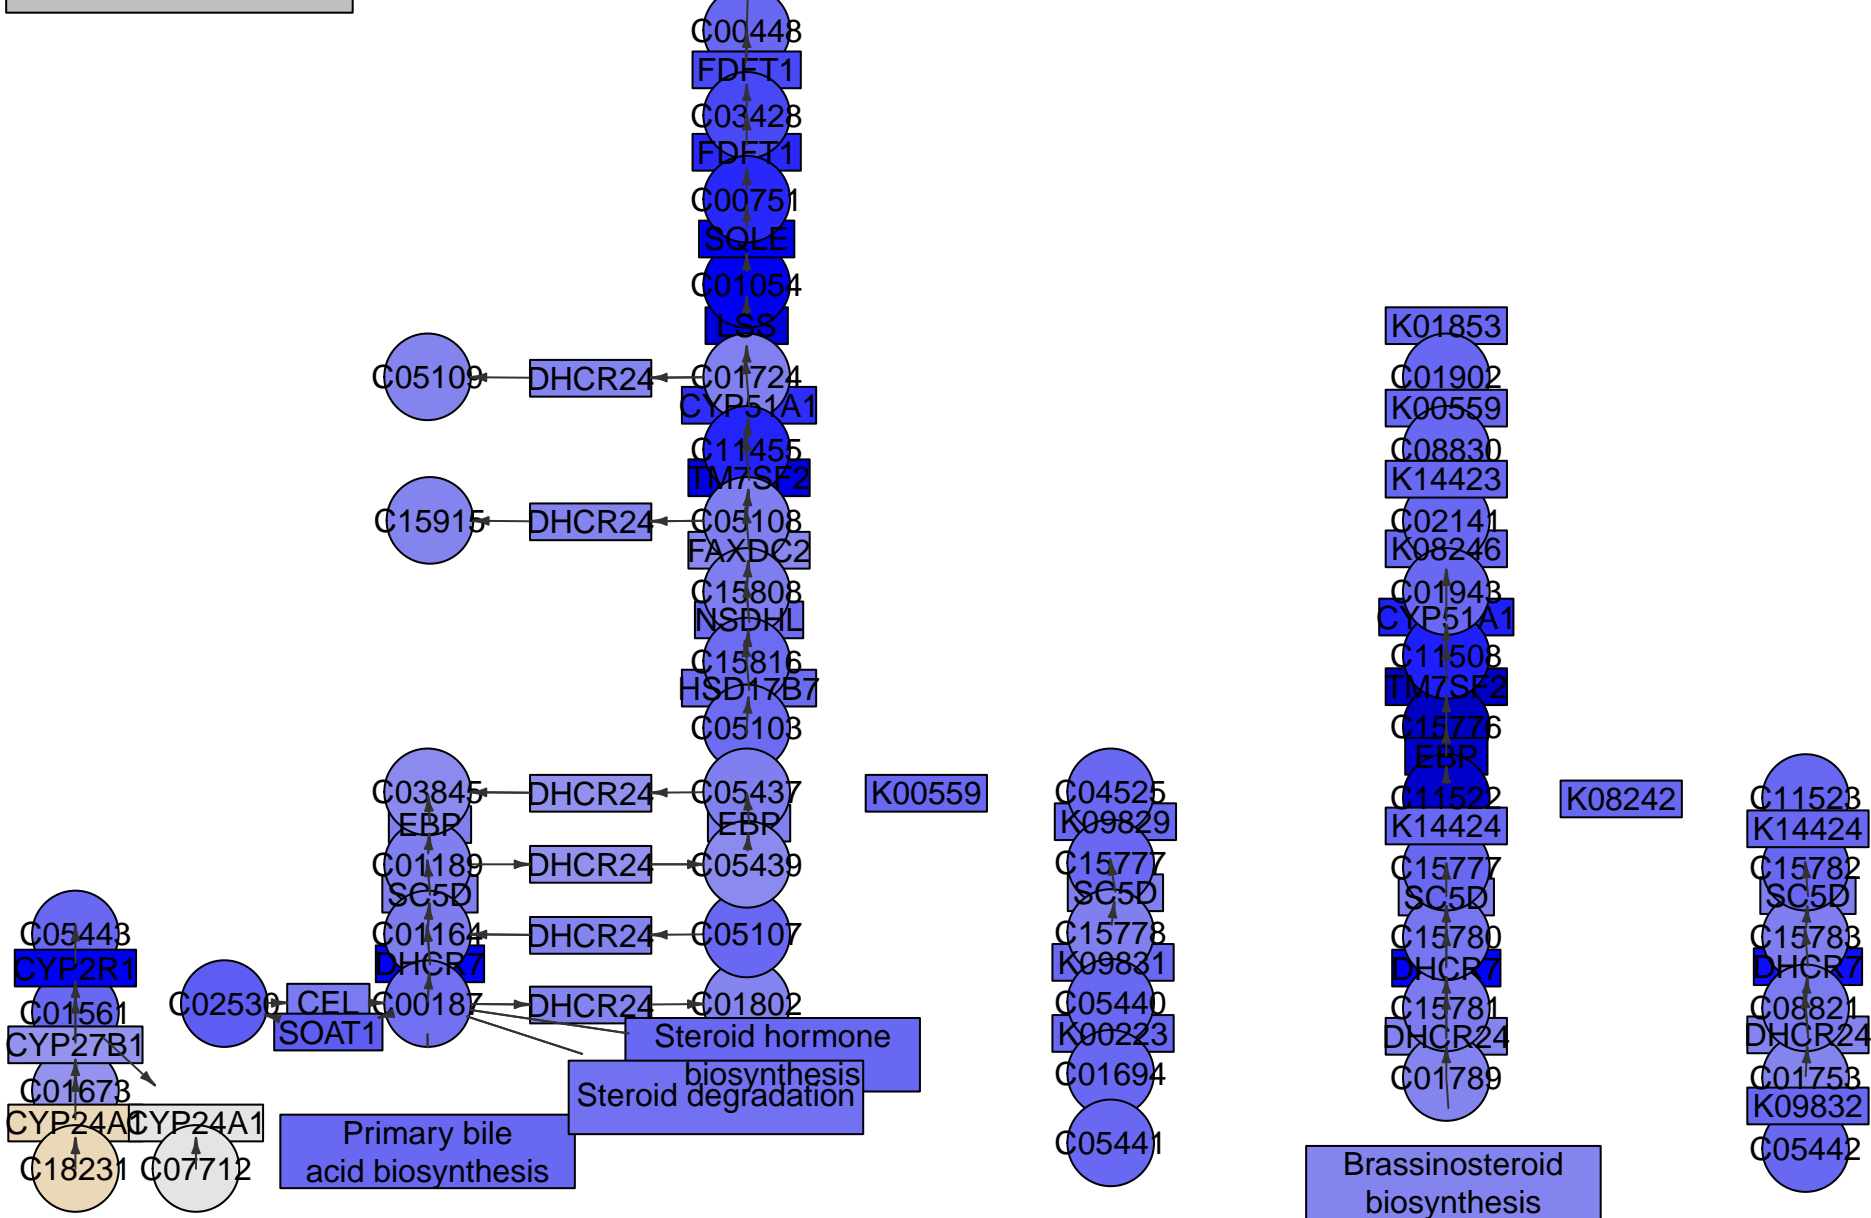 C00448
FDFT1
C03428
FDFT1
C00751
SQLE
C01054
LSS
C05109
DHCR24
C01724
CYP51A1
C11455
TM7SF2
C15915
DHCR24
C05108
FAXDC2
C15808
NSDHL
C15816
HSD17B7
C05103
C03845
DHCR24
C05437
EBP
EBP
C01189
DHCR24
C05439
SC5D
C01164
DHCR24
C05107
DHCR7
C02530
CEL
SOAT1
C00187
DHCR24
C01802
C05443
CYP2R1
C01561
CYP27B1
C01673
CYP24A1
CYP24A1
C18231
C07712
Steroid hormone
biosynthesis
Steroid degradation
Primary bile
acid biosynthesis
K00559
C04525
K09829
C15777
SC5D
C15778
K09831
C05440
K00223
C01694
C05441
K01853
C01902
K00559
C08830
K14423
C02141
K08246
C01943
CYP51A1
C11508
TM7SF2
C15776
EBP
C11522
K14424
C15777
SC5D
C15780
DHCR7
C15781
DHCR24
C01789
Brassinosteroid
biosynthesis
K08242
C11523
K14424
C15782
SC5D
C15783
DHCR7
C08821
DHCR24
C01753
K09832
C05442